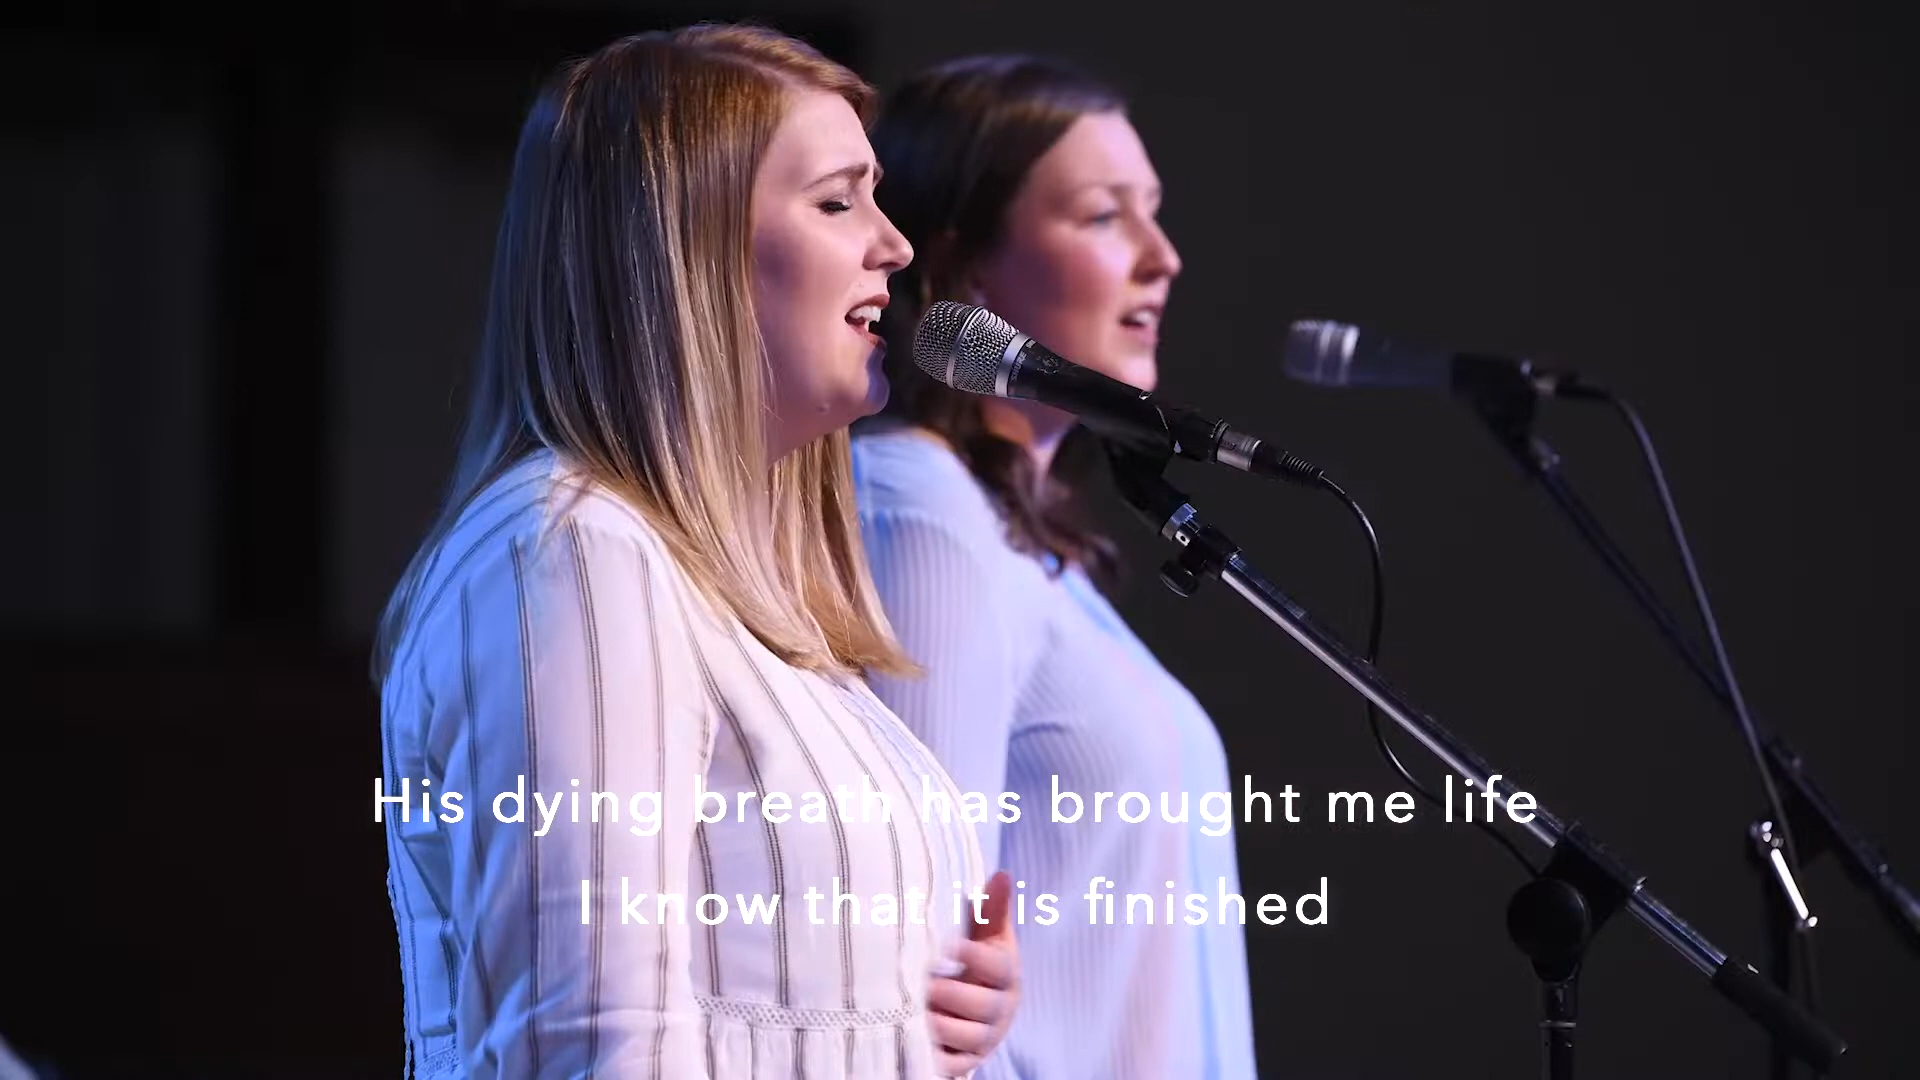 His dying breath has brought me life
I know that it is finished